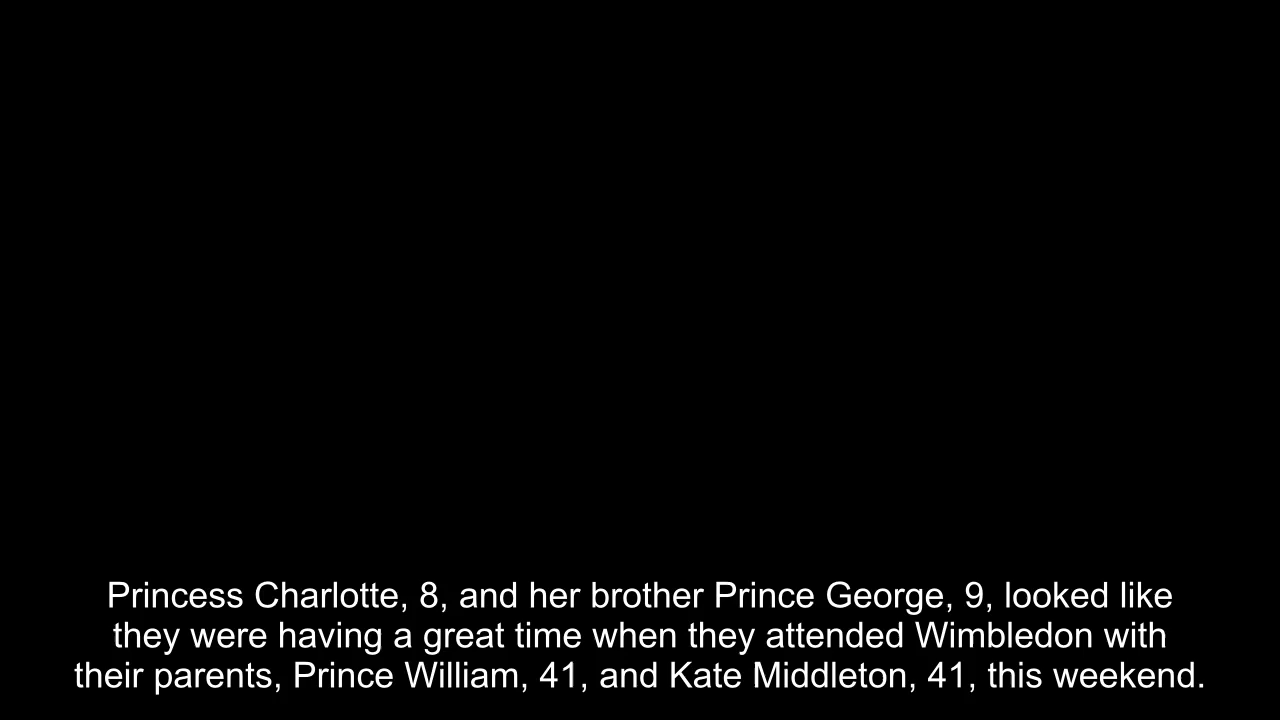 Princess Charlotte, 8, and her brother Prince George, 9, looked like
they were having a great time when they attended Wimbledon with
their parents, Prince William, 41, and Kate Middleton, 41, this weekend.